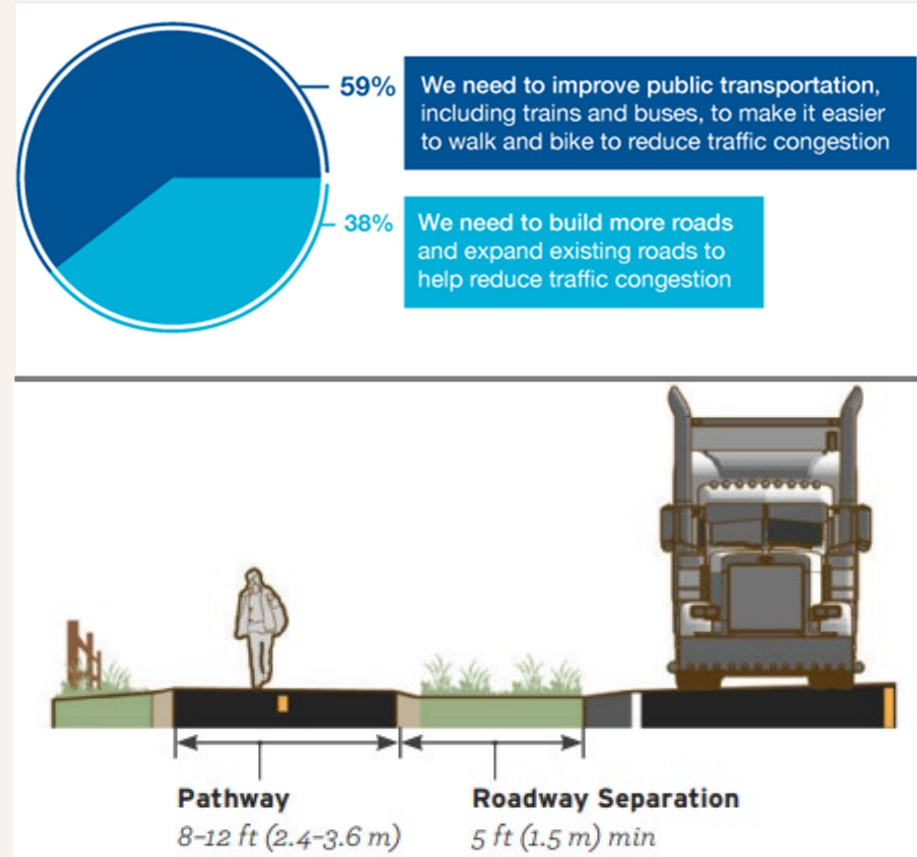 59%
We need to improve public transportation,
including trains and buses, to make it easier
to walk and bike to reduce traffic congestion
38%
We need to build more roads
and expand existing roads to
help reduce traffic congestion
Pathway
8–12 ft (2.4–3.6 m)
Roadway Separation
5 ft (1.5 m) min